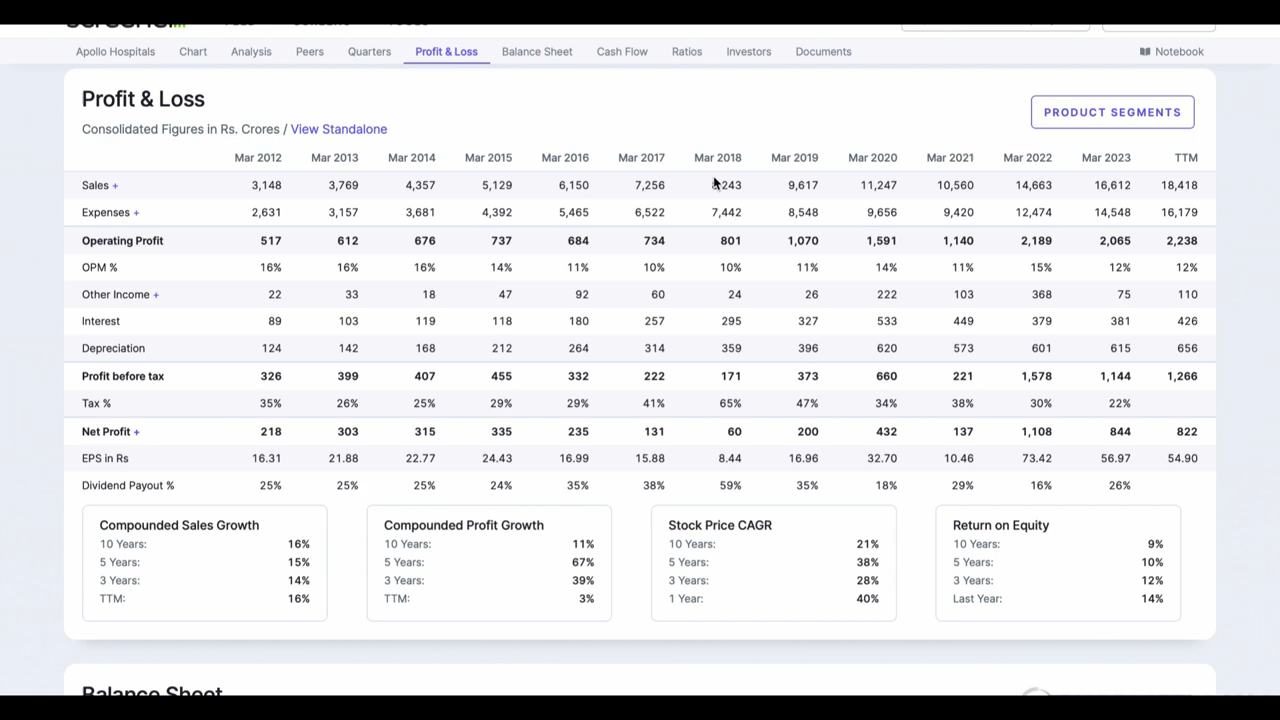 Apollo Hospitals Chart Analysis Peers Quarters Profit & Loss Balance Sheet Cash Flow Ratios Investors Documents Notebook
Profit & Loss
PRODUCT SEGMENTS
Consolidated Figures in Rs. Crores / View Standalone
Mar 2012 Mar 2013 Mar 2014 Mar 2015 Mar 2016 Mar 2017 Mar 2018 Mar 2019 Mar 2020 Mar 2021 Mar 2022 Mar 2023 TTM
Sales + 3,148 3,769 4,357 5,129 6,150 7,256 243 9,617 11,247 10,560 14,663 16,612 18,418
Expenses + 2,631 3,157 3,681 4,392 5,465 6,522 7,442 8,548 9,656 9,420 12,474 14,548 16,179
Operating Profit 517 612 676 737 684 734 801 1,070 1,591 1,140 2,189 2,065 2,238
OPM % 16% 16% 16% 14% 11% 10% 10% 11% 14% 11% 15% 12% 12%
Other Income + 22 33 18 47 92 60 24 26 222 103 368 75 110
Interest 89 103 119 118 180 257 295 327 533 449 379 381 426
Depreciation 124 142 168 212 264 314 359 396 620 573 601 615 656
Profit before tax 326 399 407 455 332 222 171 373 660 221 1,578 1,144 1,266
Tax % 35% 26% 25% 29% 29% 41% 65% 47% 34% 38% 30% 22%
Net Profit + 218 303 315 335 235 131 60 200 432 137 1,108 844 822
EPS in Rs 16.31 21.88 22.77 24.43 16.99 15.88 8.44 16.96 32.70 10.46 73.42 56.97 54.90
Dividend Payout % 25% 25% 25% 24% 35% 38% 59% 35% 18% 29% 16% 26%
Compounded Sales Growth
10 Years: 16%
5 Years: 15%
3 Years: 14%
TTM: 16%
Compounded Profit Growth
10 Years: 11%
5 Years: 67%
3 Years: 39%
TTM: 3%
Stock Price CAGR
10 Years: 21%
5 Years: 38%
3 Years: 28%
1 Year: 40%
Return on Equity
10 Years: 9%
5 Years: 10%
3 Years: 12%
Last Year: 14%
Balance Sheet